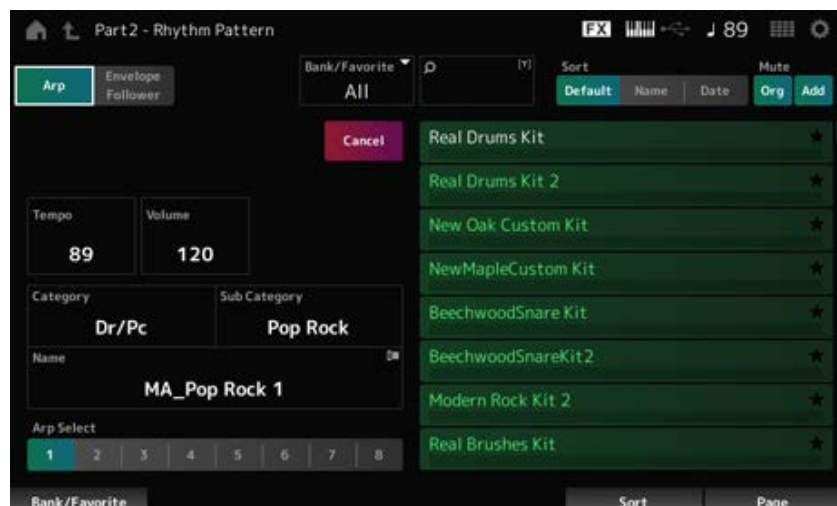 Part2 - Rhythm Pattern
FX
♩ 89
Arp
Envelope
Follower
Bank/Favorite
All
[Y]
Sort
Default
Name
Date
Mute
Org
Add
Cancel
Tempo
89
Volume
120
Category
Dr/Pc
Sub Category
Pop Rock
Name
MA_Pop Rock 1
Arp Select
1 2 3 4 5 6 7 8
Real Drums Kit
Real Drums Kit 2
New Oak Custom Kit
NewMapleCustom Kit
BeechwoodSnare Kit
BeechwoodSnareKit2
Modern Rock Kit 2
Real Brushes Kit
Bank/Favorite
Sort
Page